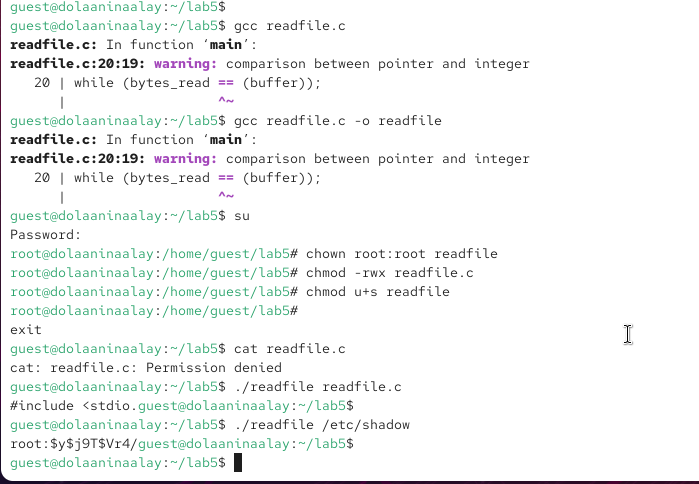 guest@dolaaninaalay:~/lab5$
guest@dolaaninaalay:~/lab5$ gcc readfile.c
readfile.c: In function ‘main’:
readfile.c:20:19: warning: comparison between pointer and integer
   20 | while (bytes_read == (buffer));
      |                   ^~
guest@dolaaninaalay:~/lab5$ gcc readfile.c -o readfile
readfile.c: In function ‘main’:
readfile.c:20:19: warning: comparison between pointer and integer
   20 | while (bytes_read == (buffer));
      |                   ^~
guest@dolaaninaalay:~/lab5$ su
Password:
root@dolaaninaalay:/home/guest/lab5# chown root:root readfile
root@dolaaninaalay:/home/guest/lab5# chmod -rwx readfile.c
root@dolaaninaalay:/home/guest/lab5# chmod u+s readfile
root@dolaaninaalay:/home/guest/lab5#
exit
guest@dolaaninaalay:~/lab5$ cat readfile.c
cat: readfile.c: Permission denied
guest@dolaaninaalay:~/lab5$ ./readfile readfile.c
#include <stdio.guest@dolaaninaalay:~/lab5$
guest@dolaaninaalay:~/lab5$ ./readfile /etc/shadow
root:$y$j9T$Vr4/guest@dolaaninaalay:~/lab5$
guest@dolaaninaalay:~/lab5$